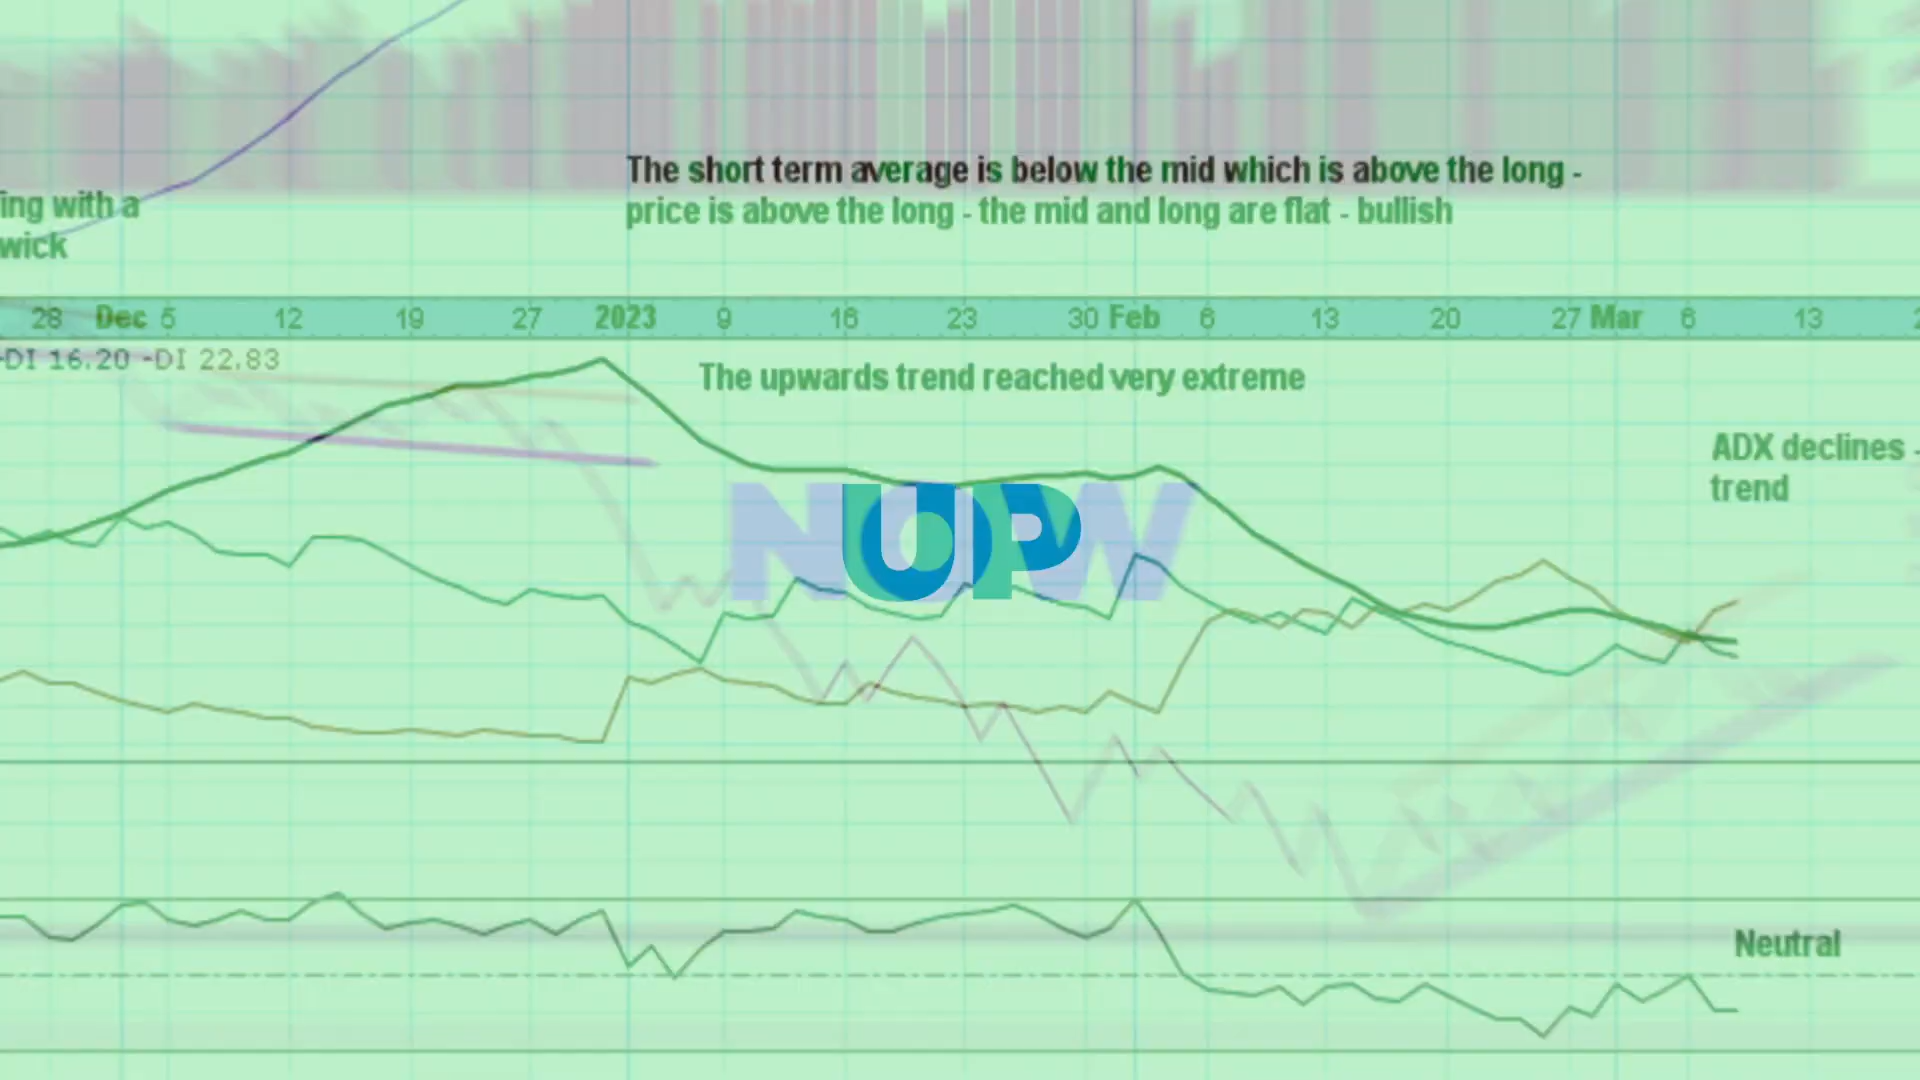 The short term average is below the mid which is above the long -
price is above the long - the mid and long are flat - bullish
ing with a
wick
28 Dec 5 12 19 27 2023 9 16 23 30 Feb 6 13 20 27 Mar 6 13 2
-DI 16.20 -DI 22.83
The upwards trend reached very extreme
ADX declines -
trend
NOW
UP
Neutral